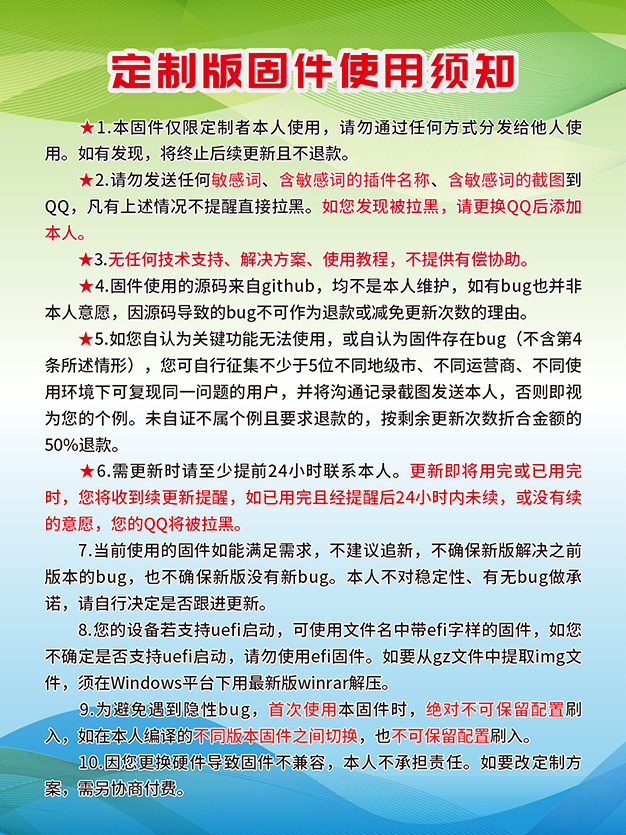 定制版固件使用须知
★1.本固件仅限定制者本人使用，请勿通过任何方式分发给他人使
用。如有发现，将终止后续更新且不退款。
★2.请勿发送任何敏感词、含敏感词的插件名称、含敏感词的截图到
QQ，凡有上述情况不提醒直接拉黑。如您发现被拉黑，请更换QQ后添加
本人。
★3.无任何技术支持、解决方案、使用教程，不提供有偿协助。
★4.固件使用的源码来自github，均不是本人维护，如有bug也并非
本人意愿，因源码导致的bug不可作为退款或减免更新次数的理由。
★5.如您自认为关键功能无法使用，或自认为固件存在bug（不含第4
条所述情形），您可自行征集不少于5位不同地级市、不同运营商、不同使
用环境下可复现同一问题的用户，并将沟通记录截图发送本人，否则即视
为您的个例。未自证不属个例且要求退款的，按剩余更新次数折合金额的
50%退款。
★6.需更新时请至少提前24小时联系本人。更新即将用完或已用完
时，您将收到续更新提醒，如已用完且经提醒后24小时内未续，或没有续
的意愿，您的QQ将被拉黑。
7.当前使用的固件如能满足需求，不建议追新，不确保新版解决之前
版本的bug，也不确保新版没有新bug。本人不对稳定性、有无bug做承
诺，请自行决定是否跟进更新。
8.您的设备若支持uefi启动，可使用文件名中带efi字样的固件，如您
不确定是否支持uefi启动，请勿使用efi固件。如要从gz文件中提取img文
件，须在Windows平台下用最新版winrar解压。
9.为避免遇到隐性bug，首次使用本固件时，绝对不可保留配置刷
入，如在本人编译的不同版本固件之间切换，也不可保留配置刷入。
10.因您更换硬件导致固件不兼容，本人不承担责任。如要改定制方
案，需另协商付费。